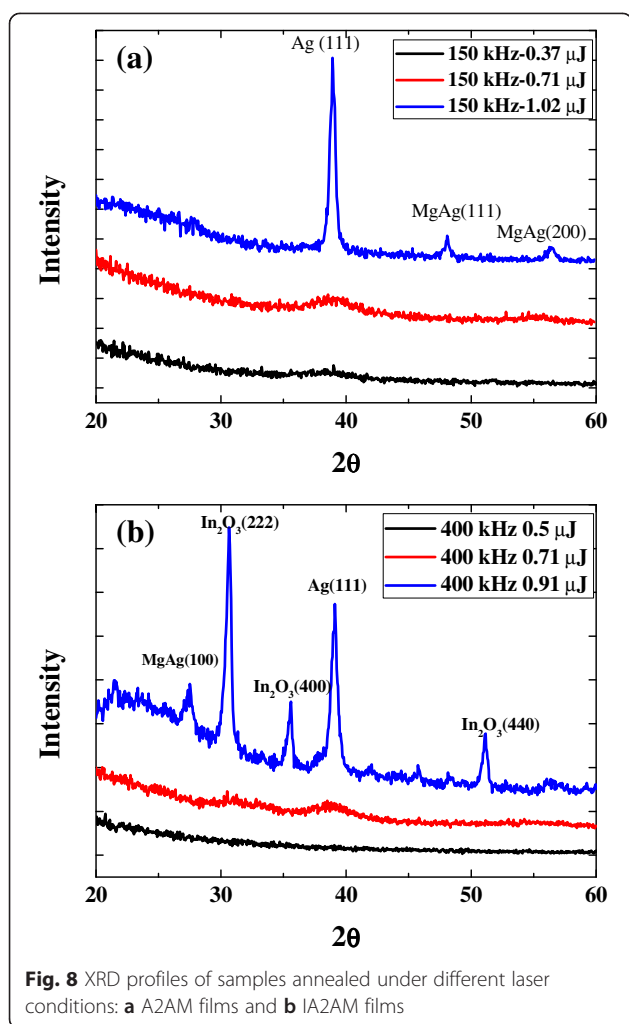 (a)
Ag (111)
150 kHz-0.37 μJ
150 kHz-0.71 μJ
150 kHz-1.02 μJ
MgAg(111)
MgAg(200)
Intensity
20 30 40 50 60
2θ
(b)
In₂O₃(222)
400 kHz 0.5 μJ
400 kHz 0.71 μJ
400 kHz 0.91 μJ
Ag(111)
MgAg(100)
In₂O₃(400)
In₂O₃(440)
Intensity
20 30 40 50 60
2θ
Fig. 8 XRD profiles of samples annealed under different laser
conditions: a A2AM films and b IA2AM films